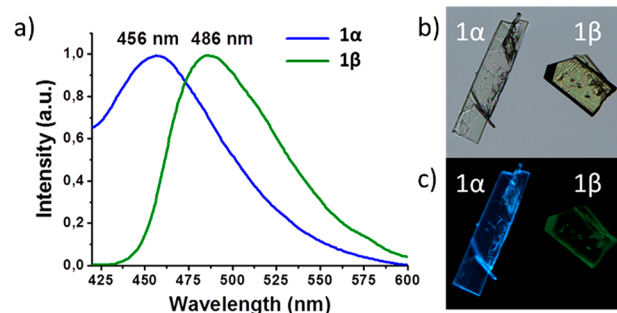 a)
456 nm 486 nm
1α
1β
Intensity (a.u.)
1,0
0,8
0,6
0,4
0,2
0,0
425 450 475 500 525 550 575 600
Wavelength (nm)
b)
1α 1β
c)
1α 1β